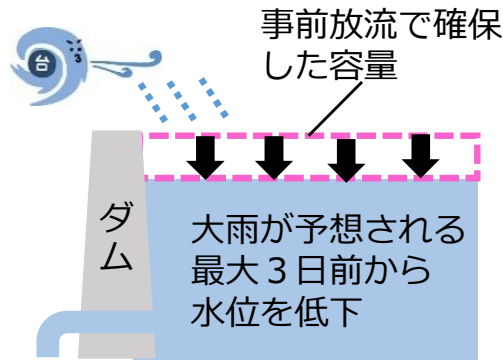 事前放流で確保
した容量
台
ダム
大雨が予想される
最大３日前から
水位を低下